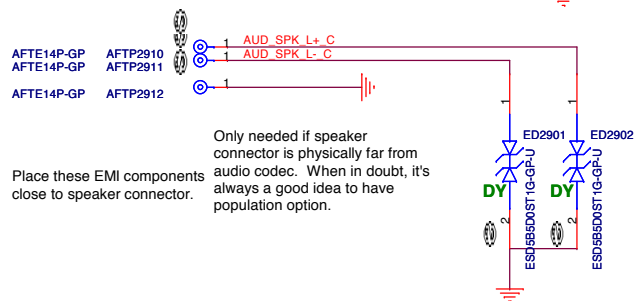 1 AUD_SPK_L+_C
AFTE14P-GP AFTP2910
1 AUD_SPK_L-_C
AFTE14P-GP AFTP2911
1
AFTE14P-GP AFTP2912
1
1
ED2901
ED2902
Only needed if speaker
connector is physically far from
audio codec. When in doubt, it's
always a good idea to have
population option.
Place these EMI components
close to speaker connector.
DY
DY
ESD5B5D0ST1G-GP-U
ESD5B5D0ST1G-GP-U
2
2